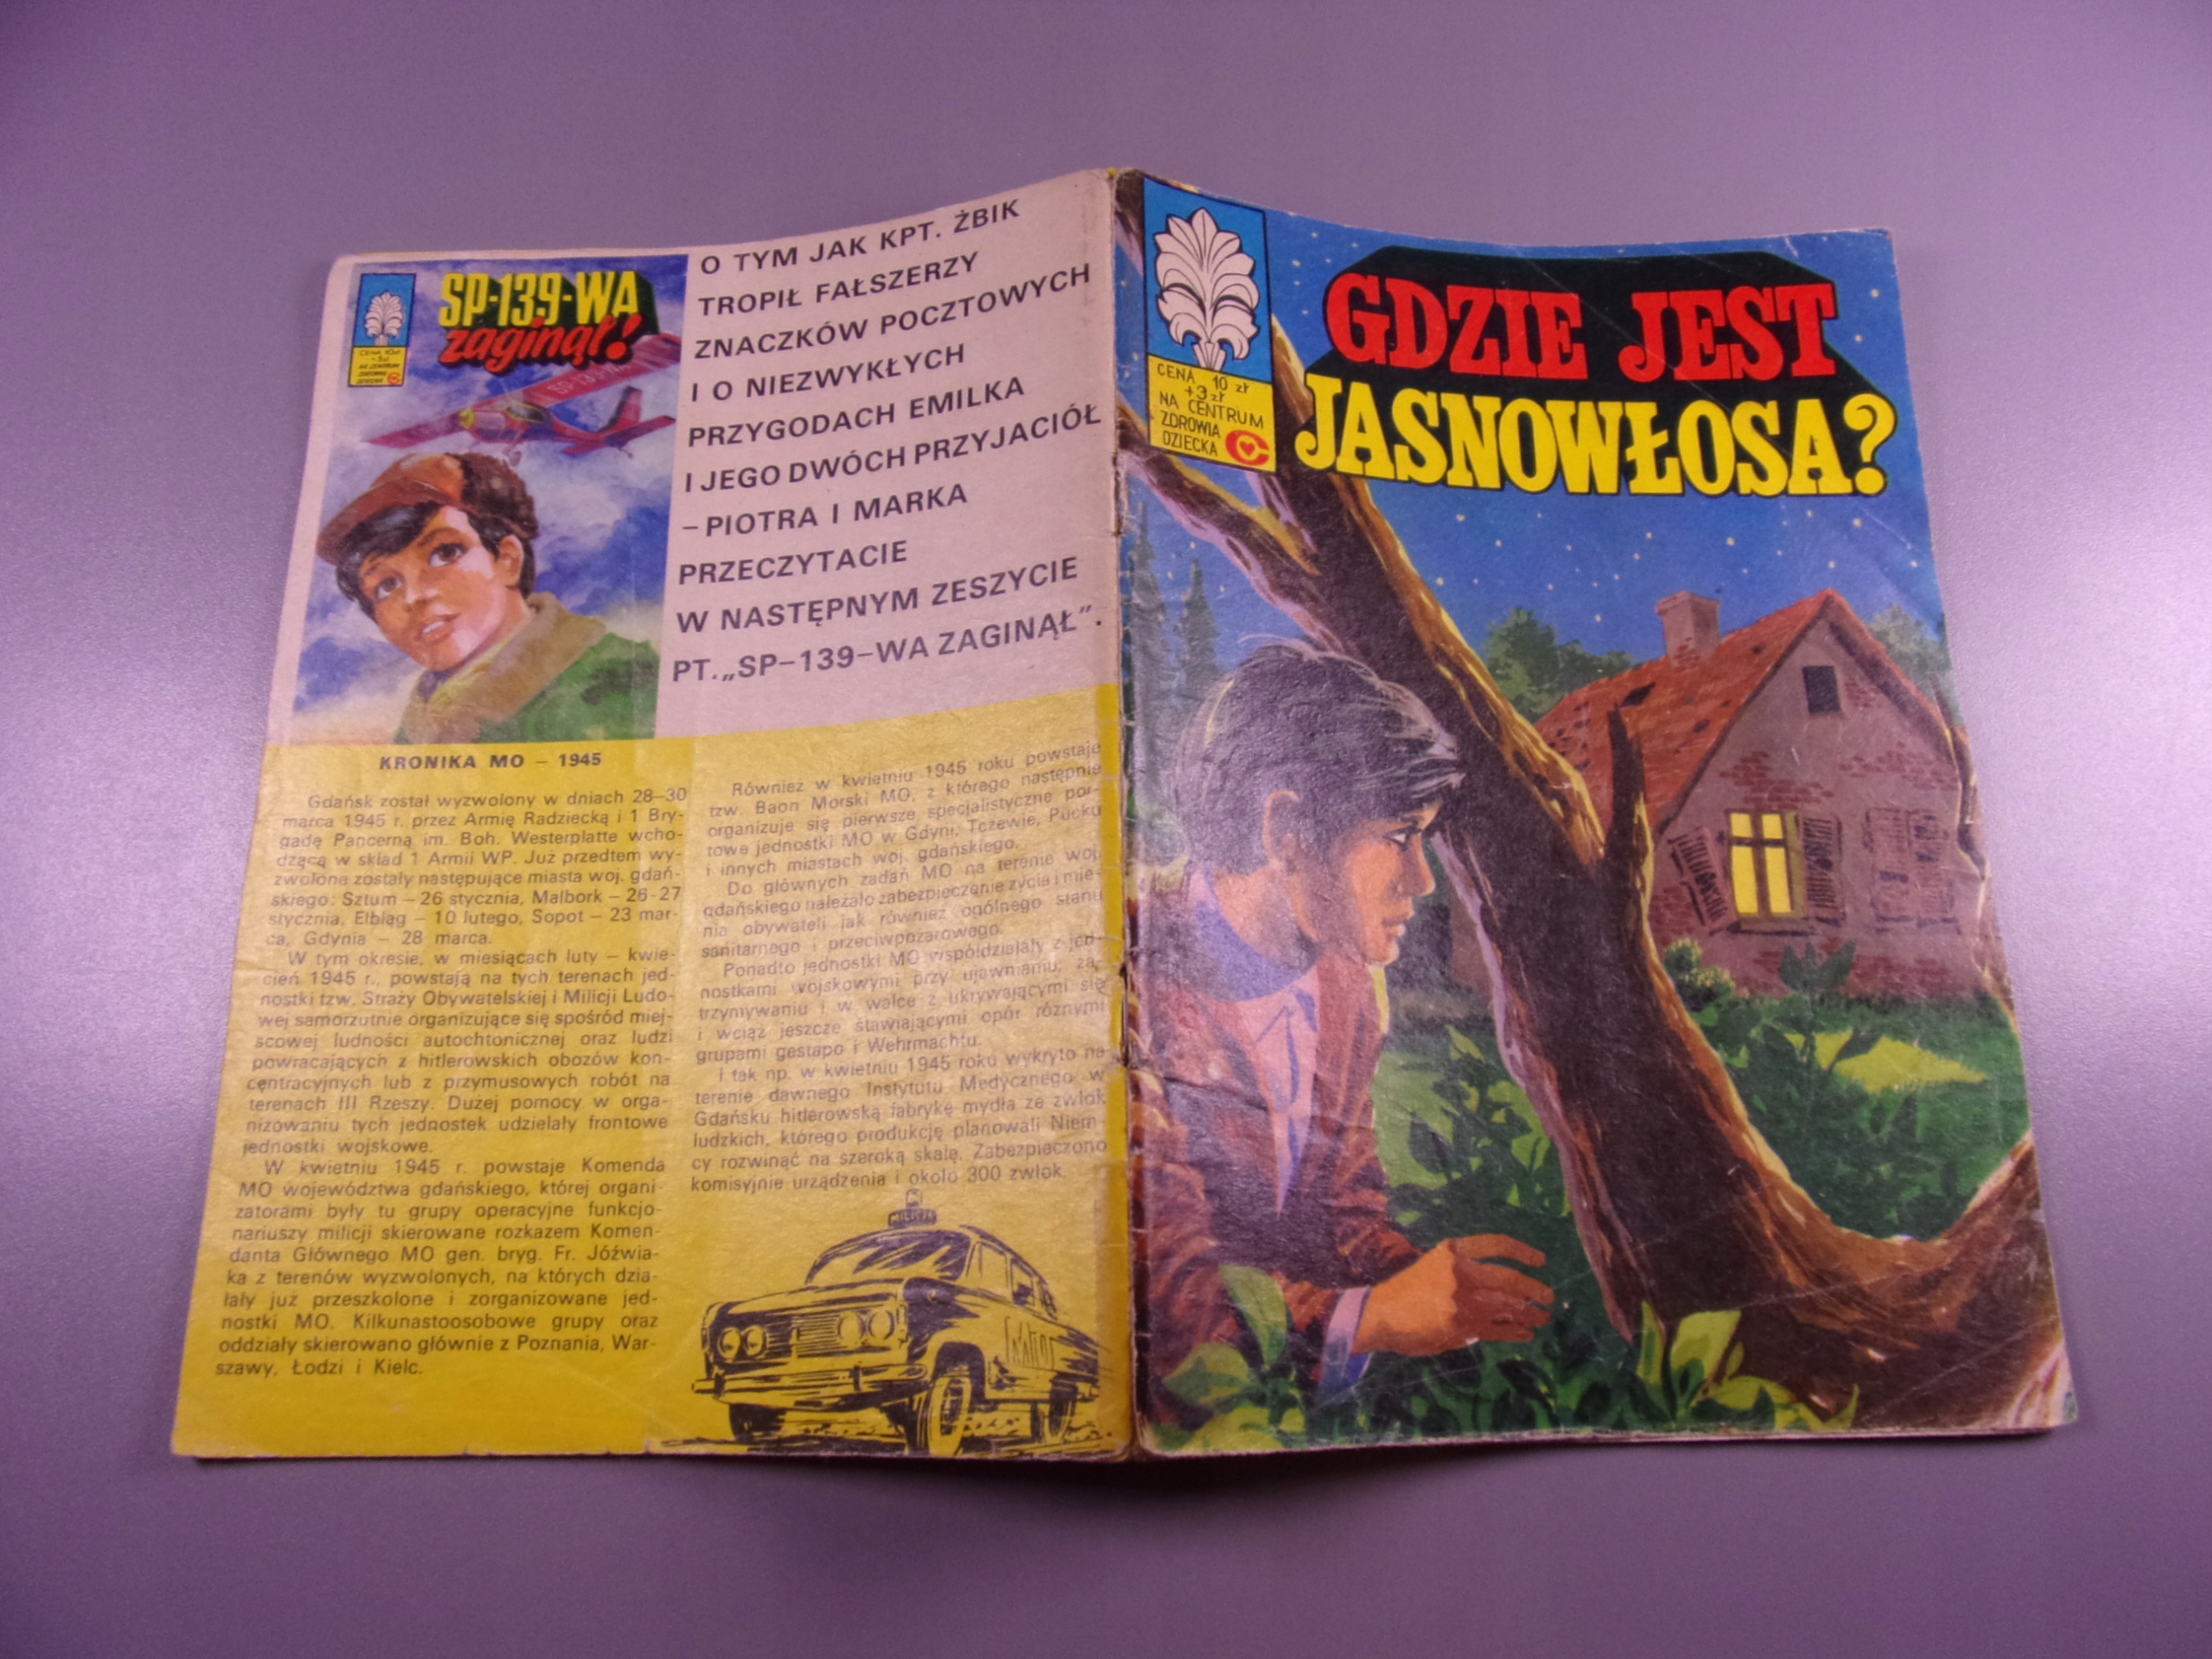 SP-139-WA
zaginął!
CENA 10zł
+3zł
NA CENTRUM
ZDROWIA
DZIECKA
SP-139-W
O TYM JAK KPT. ŻBIK
TROPIŁ FAŁSZERZY
ZNACZKÓW POCZTOWYCH
I O NIEZWYKŁYCH
PRZYGODACH EMILKA
I JEGO DWÓCH PRZYJACIÓŁ
– PIOTRA I MARKA
PRZECZYTACIE
W NASTĘPNYM ZESZYCIE
PT. „SP–139–WA ZAGINĄŁ”.
KRONIKA MO – 1945
Gdańsk został wyzwolony w dniach 28–30
marca 1945 r. przez Armię Radziecką i 1 Bry-
gadę Pancerną im. Boh. Westerplatte wcho-
dzącą w skład 1 Armii WP. Już przedtem wy-
zwolone zostały następujące miasta woj. gdań-
skiego: Sztum – 26 stycznia, Malbork – 26-27
stycznia, Elbląg – 10 lutego, Sopot – 23 mar-
ca, Gdynia – 28 marca.
W tym okresie, w miesiącach luty – kwie-
cień 1945 r., powstają na tych terenach jed-
nostki tzw. Straży Obywatelskiej i Milicji Ludo-
wej samorzutnie organizujące się spośród miej-
scowej ludności autochtonicznej oraz ludzi
powracających z hitlerowskich obozów kon-
centracyjnych lub z przymusowych robót na
terenach III Rzeszy. Dużej pomocy w orga-
nizowaniu tych jednostek udzielały frontowe
jednostki wojskowe.
W kwietniu 1945 r. powstaje Komenda
MO województwa gdańskiego, której organi-
zatorami były tu grupy operacyjne funkcjo-
nariuszy milicji skierowane rozkazem Komen-
danta Głównego MO gen. bryg. Fr. Jóźwia-
ka z terenów wyzwolonych, na których dzia-
łały już przeszkolone i zorganizowane jed-
nostki MO. Kilkunastoosobowe grupy oraz
oddziały skierowano głównie z Poznania, War-
szawy, Łodzi i Kielc.
Również w kwietniu 1945 roku powstaje
tzw. Baon Morski MO, z którego następnie
organizuje się pierwsze specjalistyczne por-
towe jednostki MO w Gdyni, Tczewie, Pucku
i innych miastach woj. gdańskiego.
Do głównych zadań MO na terenie woj.
gdańskiego należało zabezpieczenie życia i mie-
nia obywateli jak również ogólnego stanu
sanitarnego i przeciwpożarowego.
Ponadto jednostki MO współdziałały z jed-
nostkami wojskowymi przy ujawnianiu, za-
trzymywaniu i w walce z ukrywającymi się
i wciąż jeszcze stawiającymi opór różnymi
grupami gestapo i Wehrmachtu.
I tak np. w kwietniu 1945 roku wykryto na
terenie dawnego Instytutu Medycznego w
Gdańsku hitlerowską fabrykę mydła ze zwłok
ludzkich, którego produkcję planowali Niem-
cy rozwinąć na szeroką skalę. Zabezpieczono
komisyjnie urządzenia i około 300 zwłok.
MILICJA
CENA 10 zł
+3 zł
NA CENTRUM
ZDROWIA
DZIECKA
GDZIE JEST
JASNOWŁOSA?